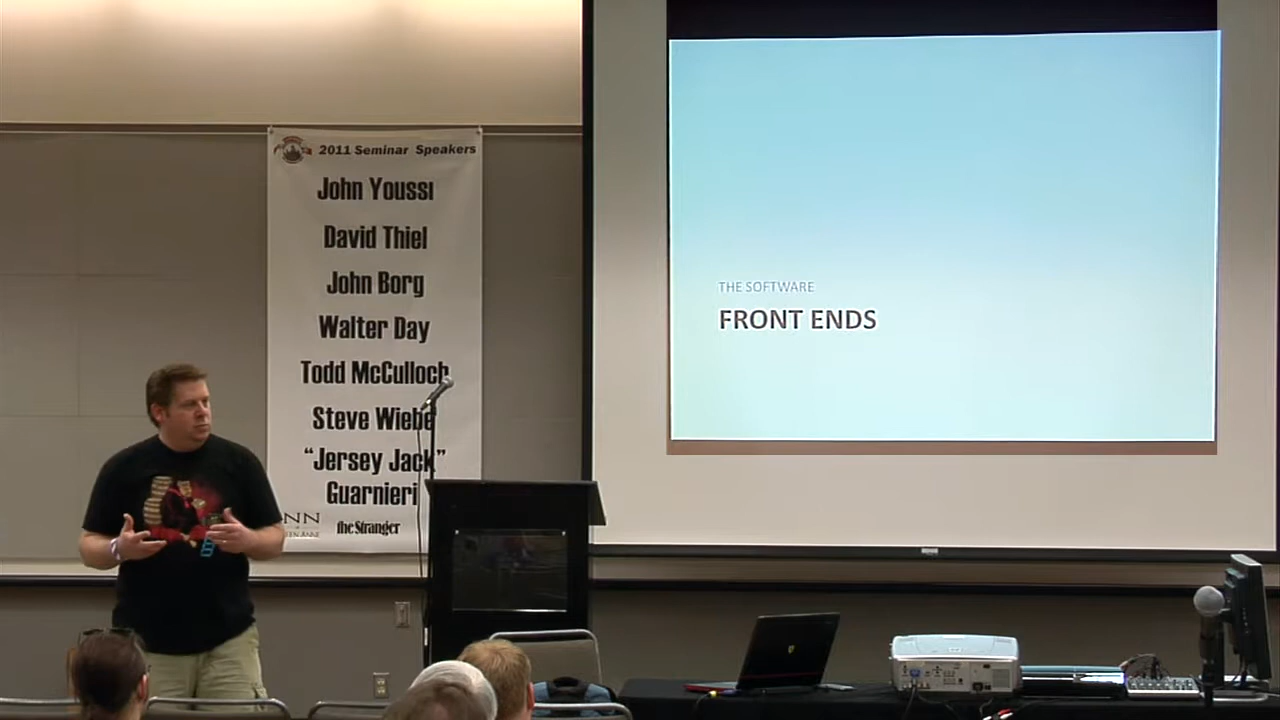 2011 Seminar Speakers
John Youssi
David Thiel
John Borg
Walter Day
Todd McCulloch
Steve Wiebe
"Jersey Jack"
Guarnieri
the Stranger
THE SOFTWARE
FRONT ENDS